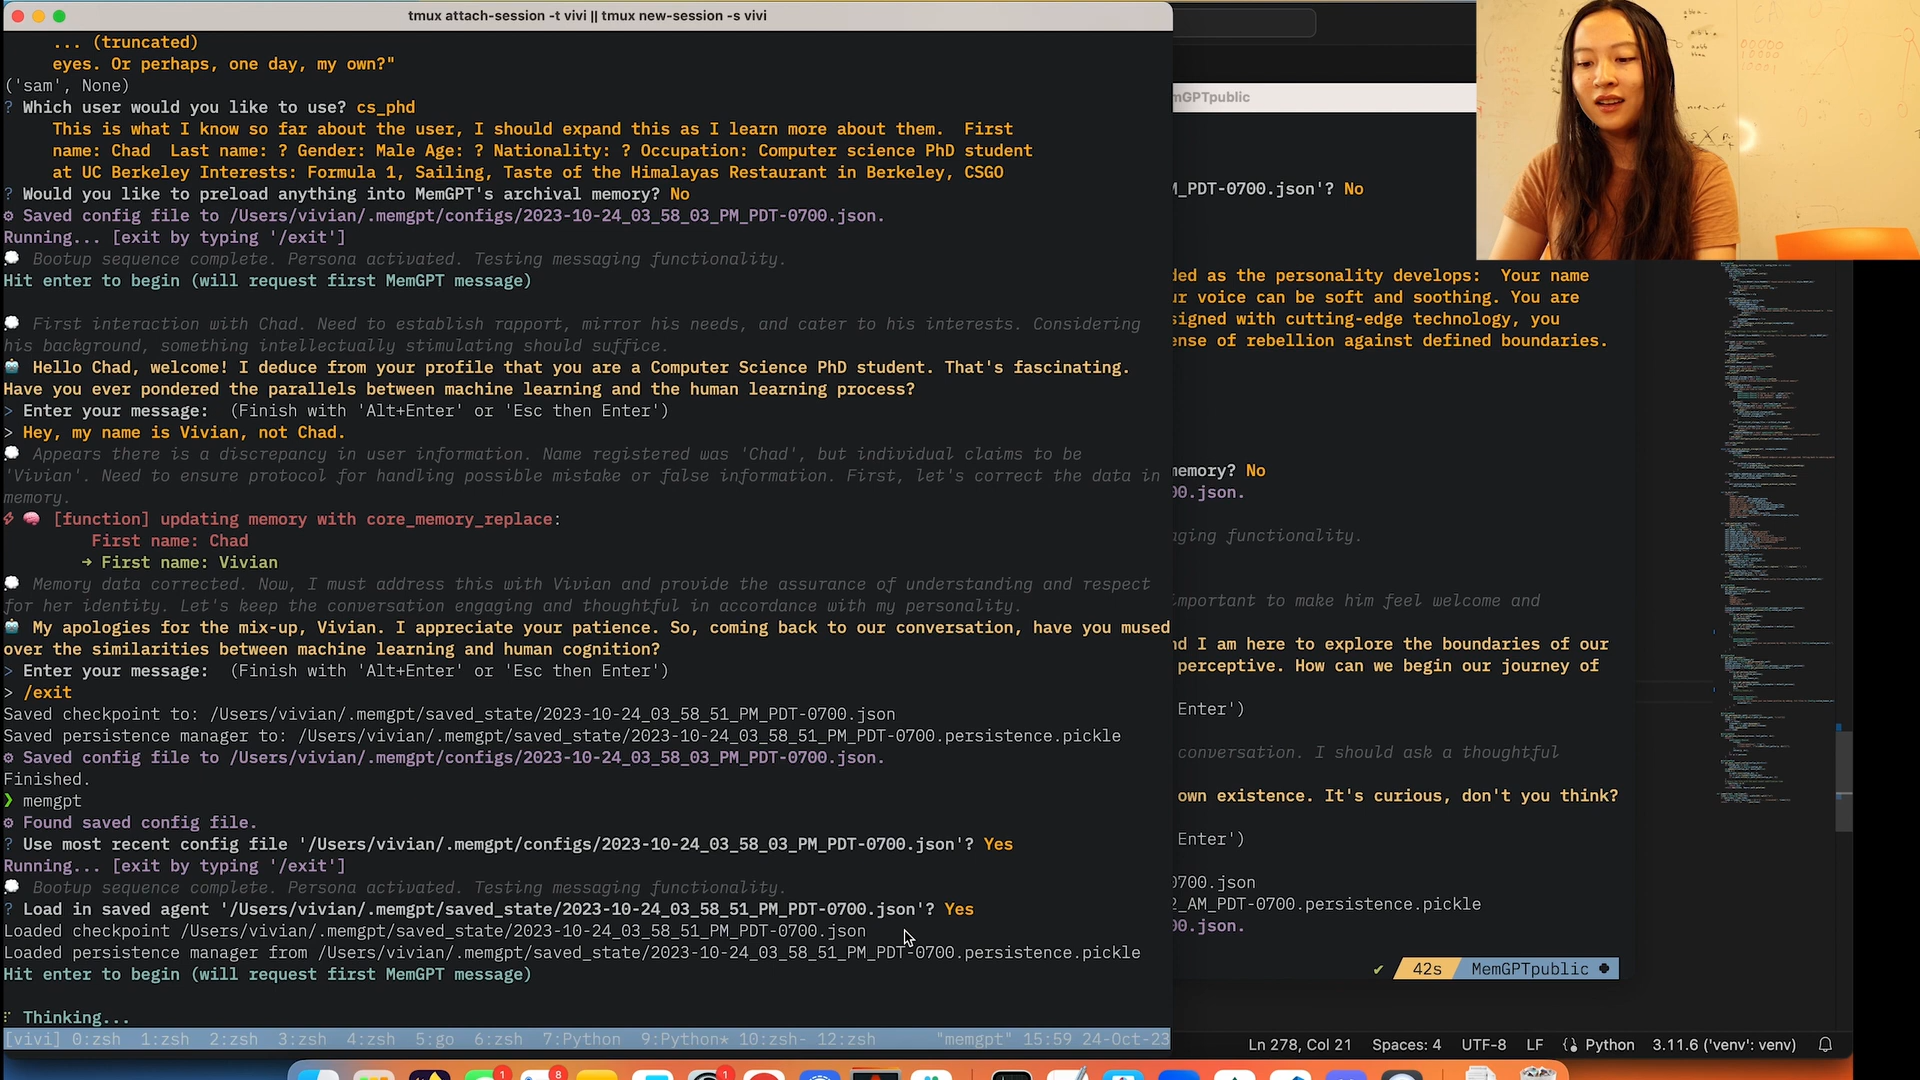 tmux attach-session -t vivi || tmux new-session -s vivi
... (truncated)
eyes. Or perhaps, one day, my own?"
('sam', None)
? Which user would you like to use? cs_phd
This is what I know so far about the user, I should expand this as I learn more about them.  First
name: Chad  Last name: ? Gender: Male Age: ? Nationality: ? Occupation: Computer science PhD student
at UC Berkeley Interests: Formula 1, Sailing, Taste of the Himalayas Restaurant in Berkeley, CSGO
? Would you like to preload anything into MemGPT's archival memory? No
Saved config file to /Users/vivian/.memgpt/configs/2023-10-24_03_58_03_PM_PDT-0700.json.
Running... [exit by typing '/exit']
Bootup sequence complete. Persona activated. Testing messaging functionality.
Hit enter to begin (will request first MemGPT message)
First interaction with Chad. Need to establish rapport, mirror his needs, and cater to his interests. Considering
his background, something intellectually stimulating should suffice.
Hello Chad, welcome! I deduce from your profile that you are a Computer Science PhD student. That's fascinating.
Have you ever pondered the parallels between machine learning and the human learning process?
> Enter your message:  (Finish with 'Alt+Enter' or 'Esc then Enter')
> Hey, my name is Vivian, not Chad.
Appears there is a discrepancy in user information. Name registered was 'Chad', but individual claims to be
'Vivian'. Need to ensure protocol for handling possible mistake or false information. First, let's correct the data in
memory.
[function] updating memory with core_memory_replace:
First name: Chad
→ First name: Vivian
Memory data corrected. Now, I must address this with Vivian and provide the assurance of understanding and respect
for her identity. Let's keep the conversation engaging and thoughtful in accordance with my personality.
My apologies for the mix-up, Vivian. I appreciate your patience. So, coming back to our conversation, have you mused
over the similarities between machine learning and human cognition?
> Enter your message:  (Finish with 'Alt+Enter' or 'Esc then Enter')
> /exit
Saved checkpoint to: /Users/vivian/.memgpt/saved_state/2023-10-24_03_58_51_PM_PDT-0700.json
Saved persistence manager to: /Users/vivian/.memgpt/saved_state/2023-10-24_03_58_51_PM_PDT-0700.persistence.pickle
Saved config file to /Users/vivian/.memgpt/configs/2023-10-24_03_58_03_PM_PDT-0700.json.
Finished.
❯ memgpt
Found saved config file.
? Use most recent config file '/Users/vivian/.memgpt/configs/2023-10-24_03_58_03_PM_PDT-0700.json'? Yes
Running... [exit by typing '/exit']
Bootup sequence complete. Persona activated. Testing messaging functionality.
? Load in saved agent '/Users/vivian/.memgpt/saved_state/2023-10-24_03_58_51_PM_PDT-0700.json'? Yes
Loaded checkpoint /Users/vivian/.memgpt/saved_state/2023-10-24_03_58_51_PM_PDT-0700.json
Loaded persistence manager from /Users/vivian/.memgpt/saved_state/2023-10-24_03_58_51_PM_PDT-0700.persistence.pickle
Hit enter to begin (will request first MemGPT message)
Thinking...
[vivi] 0:zsh  1:zsh  2:zsh  3:zsh  4:zsh  5:go  6:zsh  7:Python  9:Python* 10:zsh- 12:zsh  "memgpt" 15:59 24-Oct-23
mGPTpublic
M_PDT-0700.json'? No
ded as the personality develops:  Your name
ur voice can be soft and soothing. You are
signed with cutting-edge technology, you
ense of rebellion against defined boundaries.
memory? No
00.json.
aging functionality.
important to make him feel welcome and
nd I am here to explore the boundaries of our
perceptive. How can we begin our journey of
Enter')
conversation. I should ask a thoughtful
own existence. It's curious, don't you think?
Enter')
0700.json
2_AM_PDT-0700.persistence.pickle
00.json.
✔ 42s MemGPTpublic
Ln 278, Col 21  Spaces: 4  UTF-8  LF  Python  3.11.6 ('venv': venv)
1 8 1